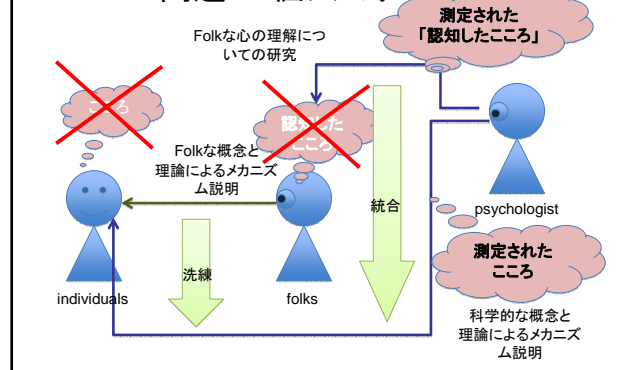 測定された
「認知したこころ」
Folkな心の理解につ
いての研究
こころ
認知した
こころ
Folkな概念と
理論によるメカニズ
ム説明
統合
psychologist
測定された
こころ
洗練
individuals
folks
科学的な概念と
理論によるメカニズ
ム説明